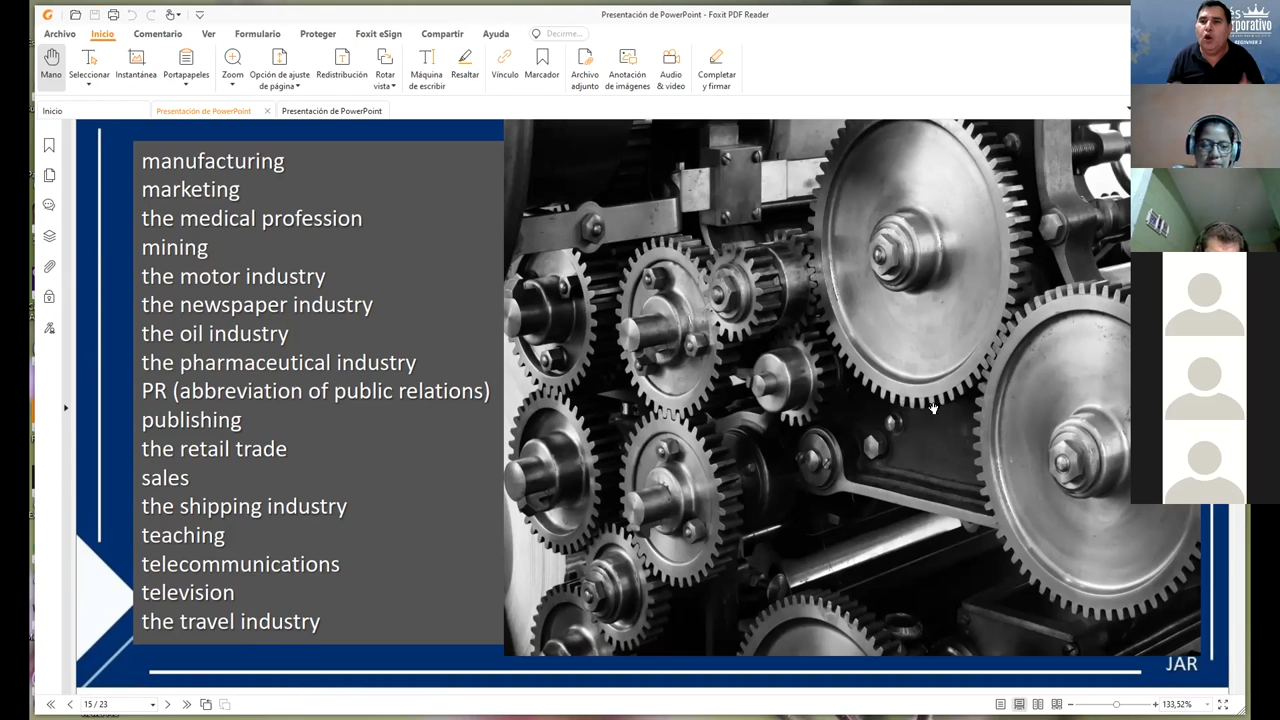 Presentación de PowerPoint - Foxit PDF Reader
Archivo Inicio Comentario Ver Formulario Proteger Foxit eSign Compartir Ayuda Decirme...
Mano Seleccionar Instantánea Portapapeles Zoom Opción de ajuste de página Redistribución Rotar vista Máquina de escribir Resaltar Vínculo Marcador Archivo adjunto Anotación de imágenes Audio & video Completar y firmar
Inicio Presentación de PowerPoint Presentación de PowerPoint
manufacturing
marketing
the medical profession
mining
the motor industry
the newspaper industry
the oil industry
the pharmaceutical industry
PR (abbreviation of public relations)
publishing
the retail trade
sales
the shipping industry
teaching
telecommunications
television
the travel industry
JAR
15 / 23
133,52%